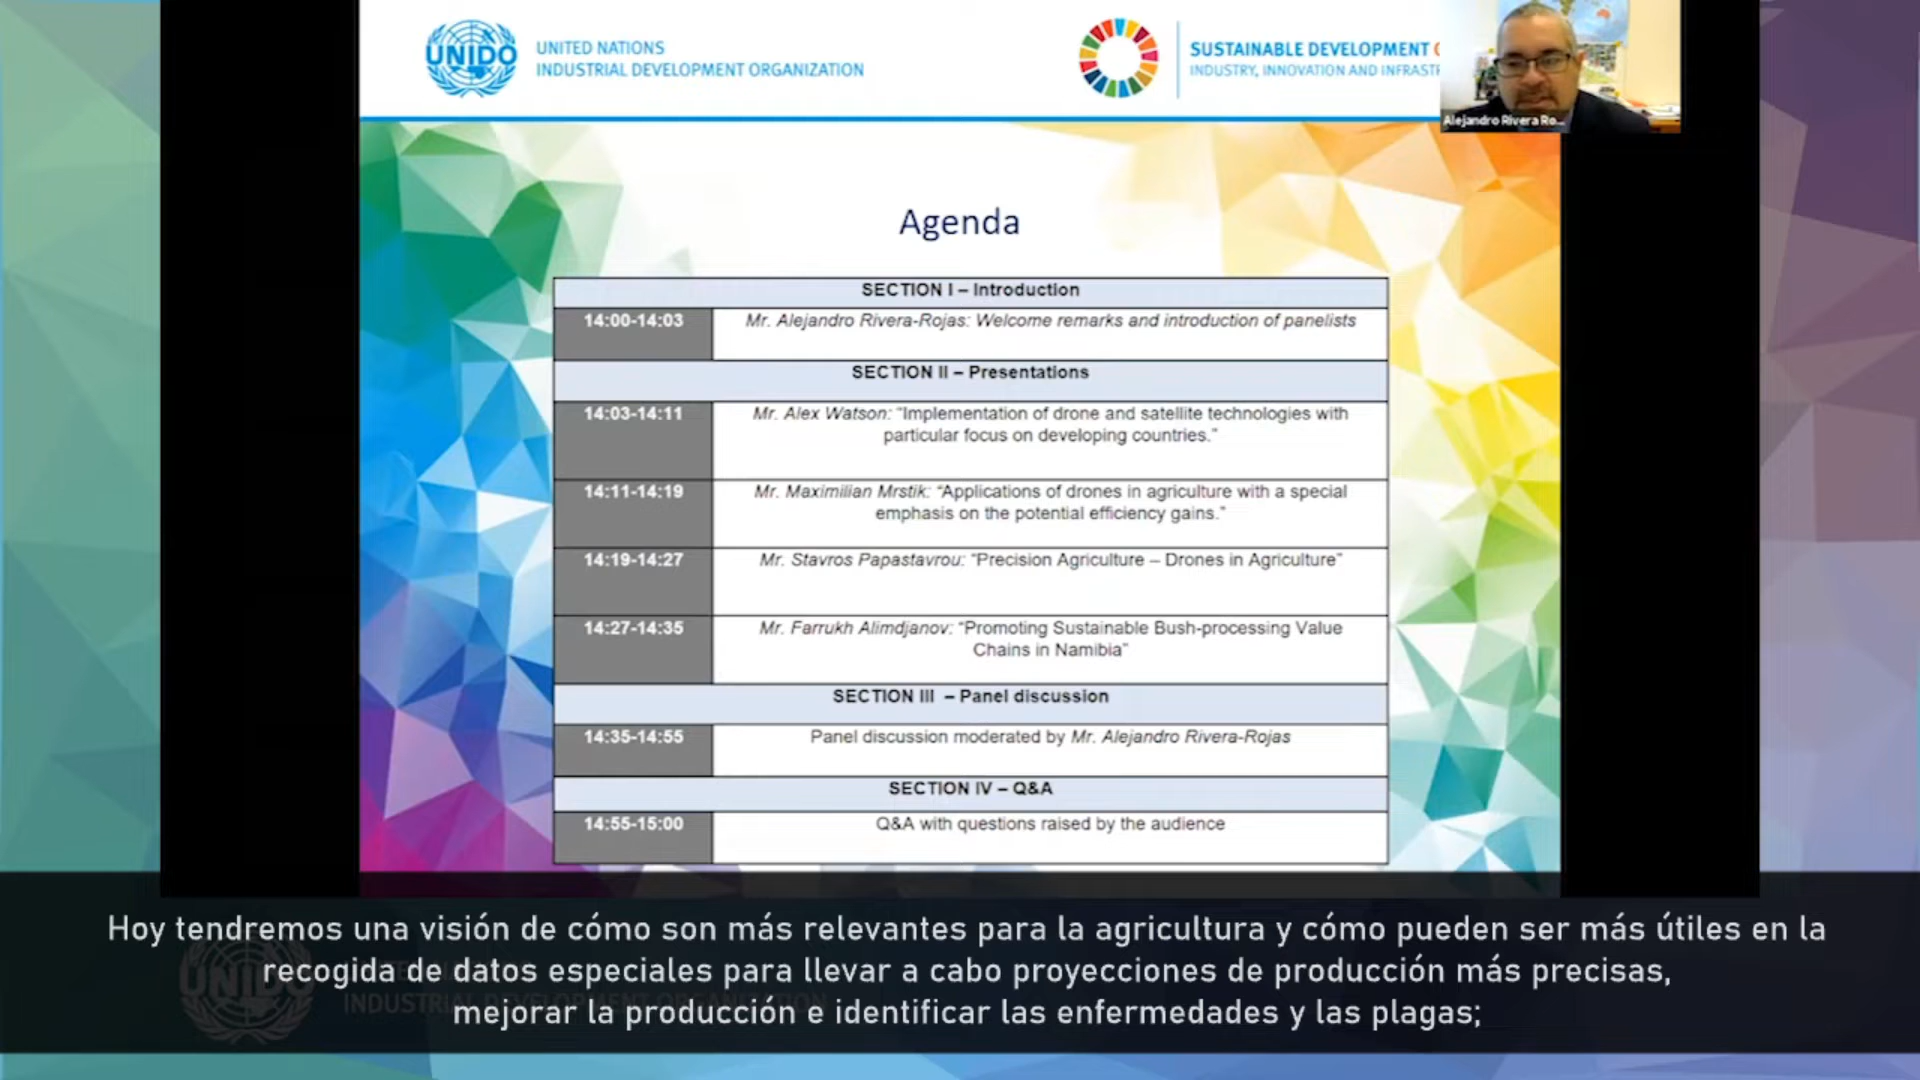 UNIDO
UNITED NATIONS
INDUSTRIAL DEVELOPMENT ORGANIZATION
SUSTAINABLE DEVELOPMENT
INDUSTRY, INNOVATION AND
Alejandro Rivera Ro...
Agenda
SECTION I – Introduction
14:00-14:03 Mr. Alejandro Rivera-Rojas: Welcome remarks and introduction of panelists
SECTION II – Presentations
14:03-14:11 Mr. Alex Watson: “Implementation of drone and satellite technologies with
particular focus on developing countries.”
14:11-14:19 Mr. Maximilian Mrstik: “Applications of drones in agriculture with a special
emphasis on the potential efficiency gains.”
14:19-14:27 Mr. Stavros Papastavrou: “Precision Agriculture – Drones in Agriculture”
14:27-14:35 Mr. Farrukh Alimdjanov: “Promoting Sustainable Bush-processing Value
Chains in Namibia”
SECTION III – Panel discussion
14:35-14:55 Panel discussion moderated by Mr. Alejandro Rivera-Rojas
SECTION IV – Q&A
14:55-15:00 Q&A with questions raised by the audience
Hoy tendremos una visión de cómo son más relevantes para la agricultura y cómo pueden ser más útiles en la
recogida de datos especiales para llevar a cabo proyecciones de producción más precisas,
mejorar la producción e identificar las enfermedades y las plagas;